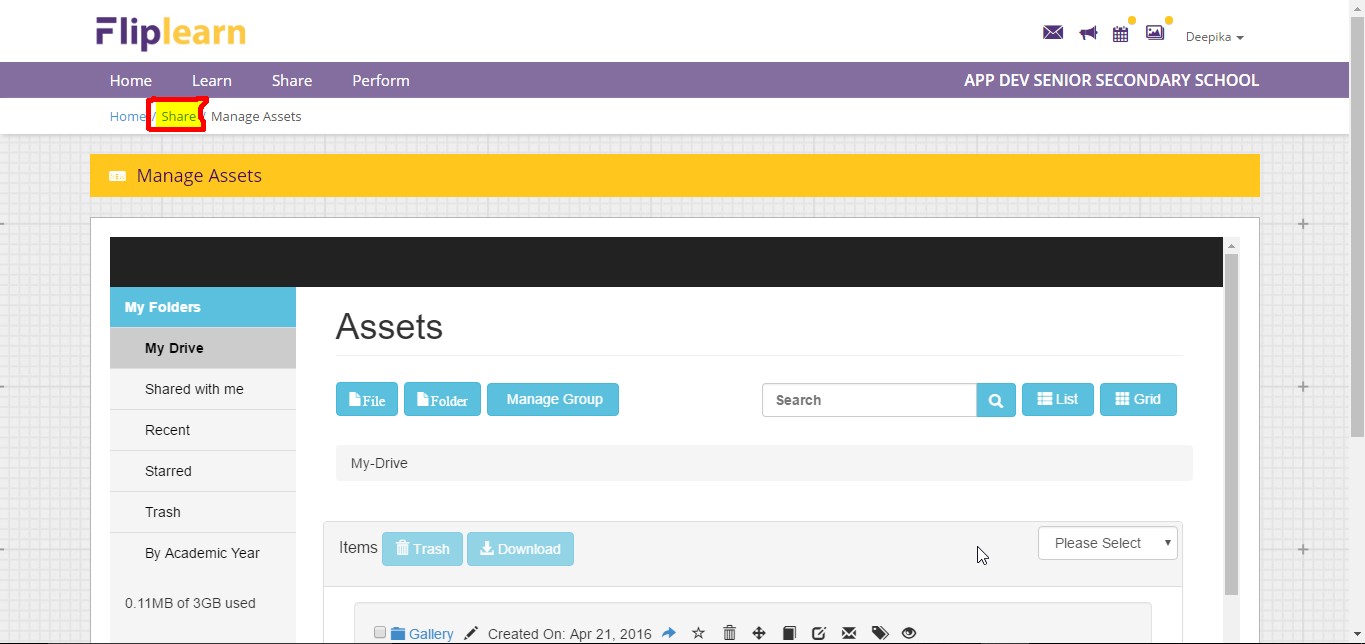 Fliplearn
Deepika
Home Learn Share Perform APP DEV SENIOR SECONDARY SCHOOL
Home / Share / Manage Assets
Manage Assets
My Folders
My Drive
Shared with me
Recent
Starred
Trash
By Academic Year
0.11MB of 3GB used
Assets
File Folder Manage Group Search List Grid
My-Drive
Items Trash Download Please Select
Gallery Created On: Apr 21, 2016